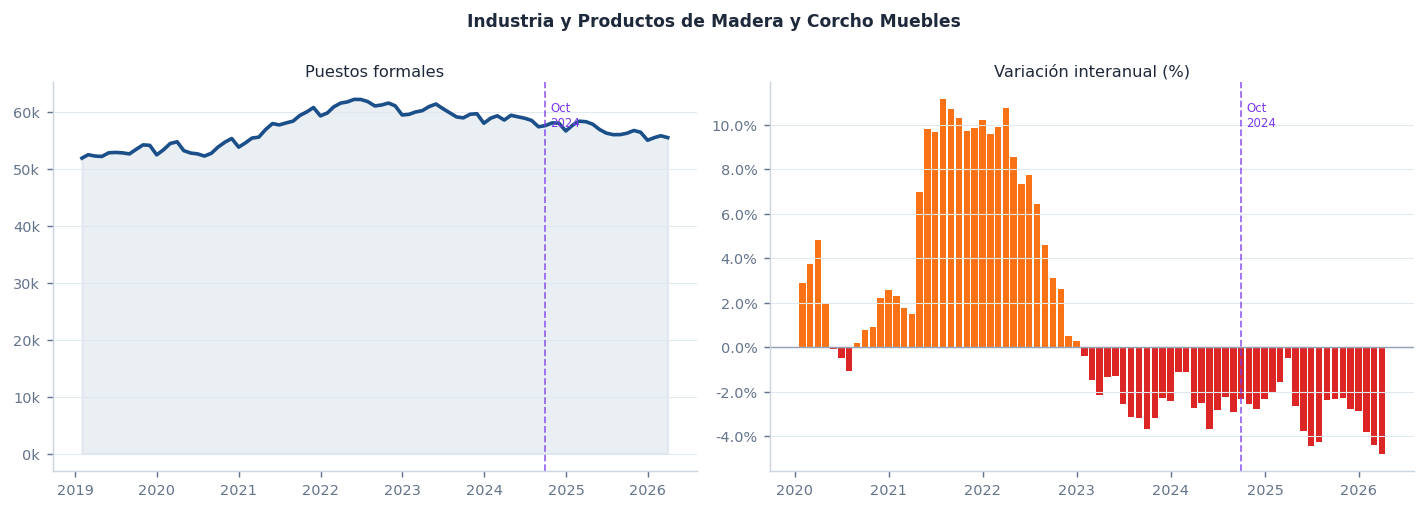 Industria y Productos de Madera y Corcho Muebles
Puestos formales
60k
50k
40k
30k
20k
10k
0k
Oct
2024
2019 2020 2021 2022 2023 2024 2025 2026
Variación interanual (%)
10.0%
8.0%
6.0%
4.0%
2.0%
0.0%
-2.0%
-4.0%
Oct
2024
2020 2021 2022 2023 2024 2025 2026